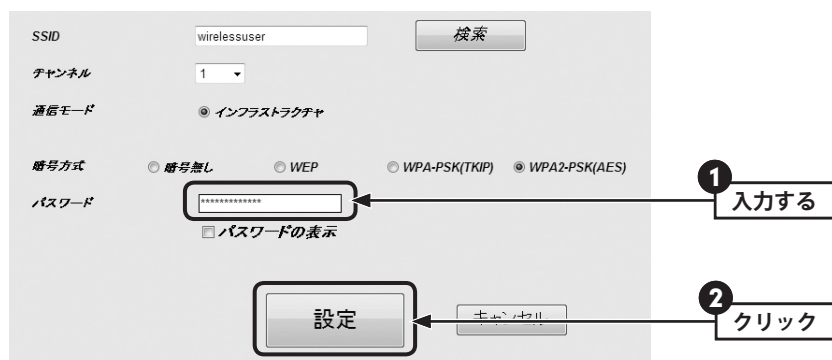 SSID wirelessuser 検索
チャンネル 1
通信モード インフラストラクチャ
暗号方式 暗号無し WEP WPA-PSK(TKIP) WPA2-PSK(AES)
パスワード *************
パスワードの表示
1 入力する
設定 キャンセル
2 クリック